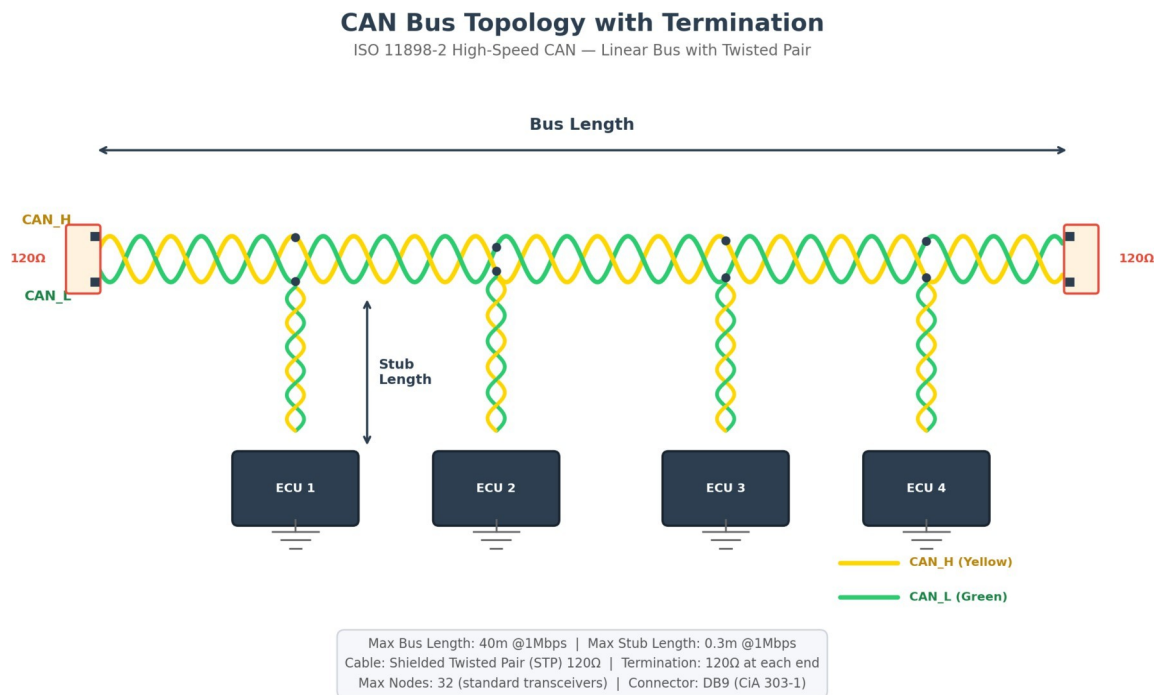 CAN Bus Topology with Termination
ISO 11898-2 High-Speed CAN — Linear Bus with Twisted Pair
Bus Length
CAN_H
120Ω
120Ω
CAN_L
Stub
Length
ECU 1
ECU 2
ECU 3
ECU 4
CAN_H (Yellow)
CAN_L (Green)
Max Bus Length: 40m @1Mbps | Max Stub Length: 0.3m @1Mbps
Cable: Shielded Twisted Pair (STP) 120Ω | Termination: 120Ω at each end
Max Nodes: 32 (standard transceivers) | Connector: DB9 (CiA 303-1)